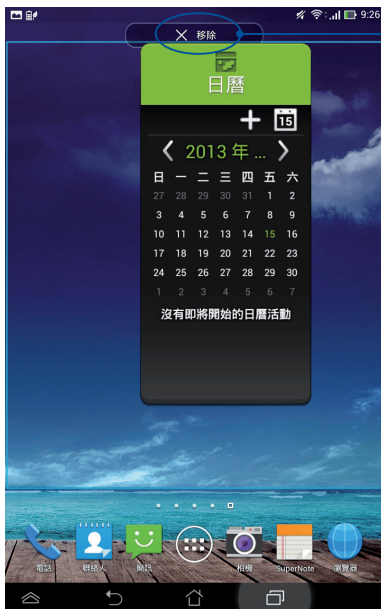 9:26
移除
日曆
15
2013 年 ...
日 一 二 三 四 五 六
27 28 29 30 31 1 2
3 4 5 6 7 8 9
10 11 12 13 14 15 16
17 18 19 20 21 22 23
24 25 26 27 28 29 30
1 2 3 4 5 6 7
沒有即將開始的日曆活動
電話 聯絡人 簡訊 相機 SuperNote 瀏覽器